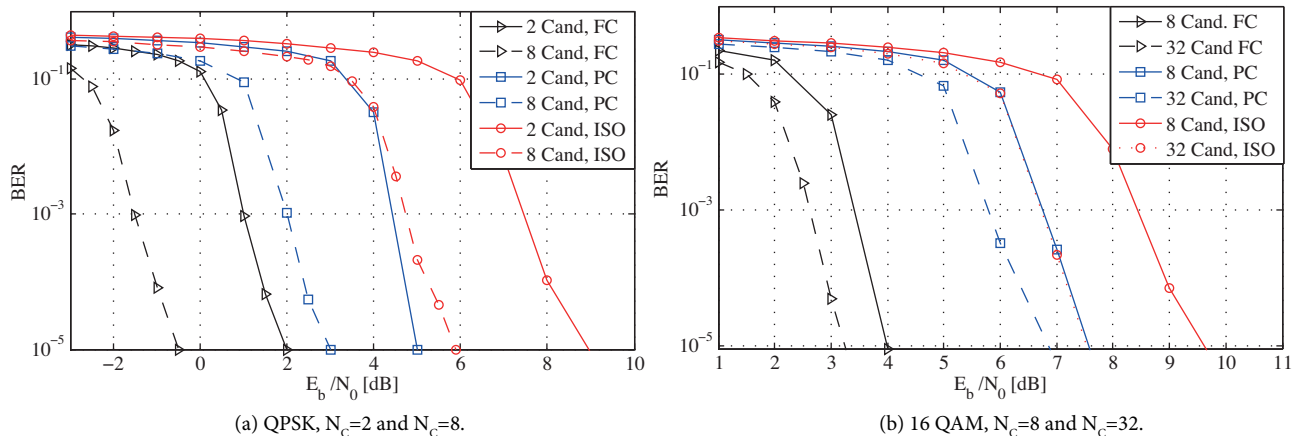 10^-1
10^-3
10^-5
BER
−2
0
2
4
6
8
10
E_b/N_0 [dB]
2 Cand, FC
8 Cand, FC
2 Cand, PC
8 Cand, PC
2 Cand, ISO
8 Cand, ISO
(a) QPSK, N_C=2 and N_C=8.
10^-1
10^-3
10^-5
BER
1
2
3
4
5
6
7
8
9
10
11
E_b/N_0 [dB]
8 Cand. FC
32 Cand FC
8 Cand, PC
32 Cand, PC
8 Cand, ISO
32 Cand, ISO
(b) 16 QAM, N_C=8 and N_C=32.